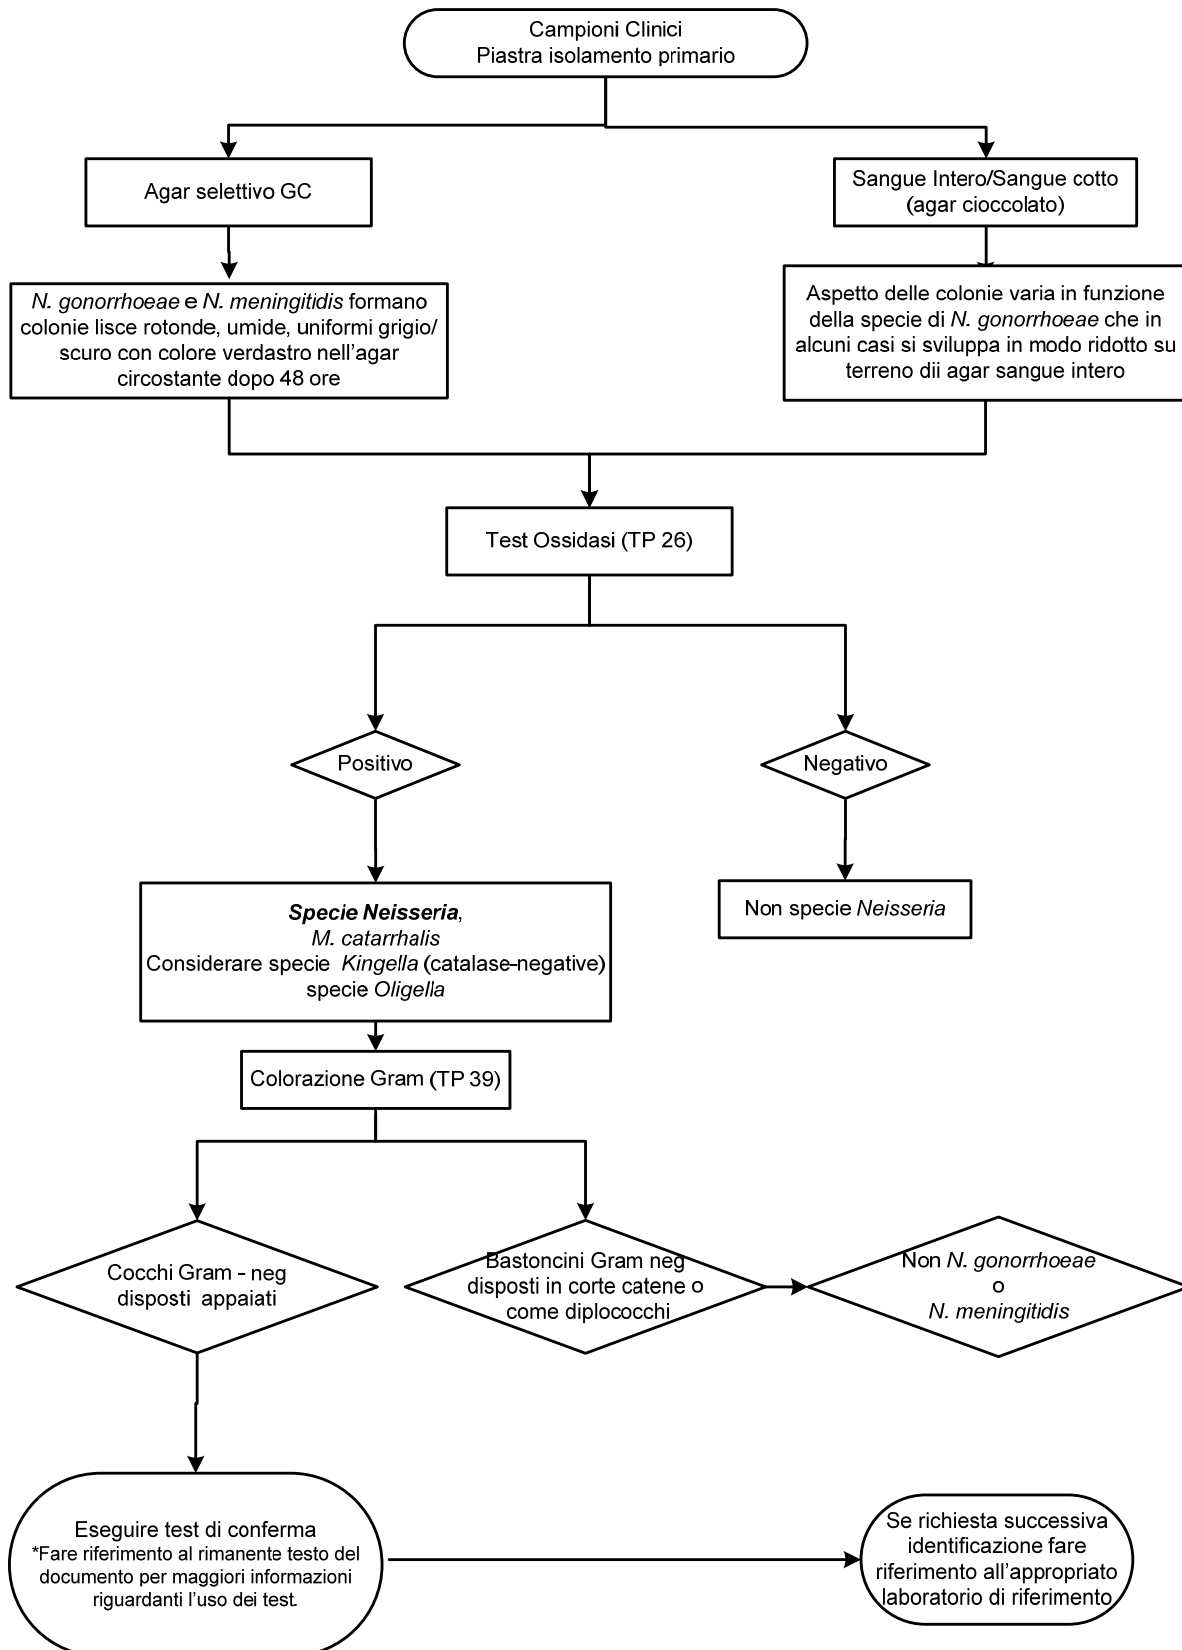 Campioni Clinici
Piastra isolamento primario
Agar selettivo GC
Sangue Intero/Sangue cotto
(agar cioccolato)
N. gonorrhoeae e N. meningitidis formano
colonie lisce rotonde, umide, uniformi grigio/
scuro con colore verdastro nell'agar
circostante dopo 48 ore
Aspetto delle colonie varia in funzione
della specie di N. gonorrhoeae che in
alcuni casi si sviluppa in modo ridotto su
terreno dii agar sangue intero
Test Ossidasi (TP 26)
Positivo
Negativo
Specie Neisseria,
M. catarrhalis
Considerare specie Kingella (catalase-negative)
specie Oligella
Non specie Neisseria
Colorazione Gram (TP 39)
Cocchi Gram - neg
disposti appaiati
Bastoncini Gram neg
disposti in corte catene o
come diplococchi
Non N. gonorrhoeae
o
N. meningitidis
Eseguire test di conferma
*Fare riferimento al rimanente testo del
documento per maggiori informazioni
riguardanti l'uso dei test.
Se richiesta successiva
identificazione fare
riferimento all'appropriato
laboratorio di riferimento